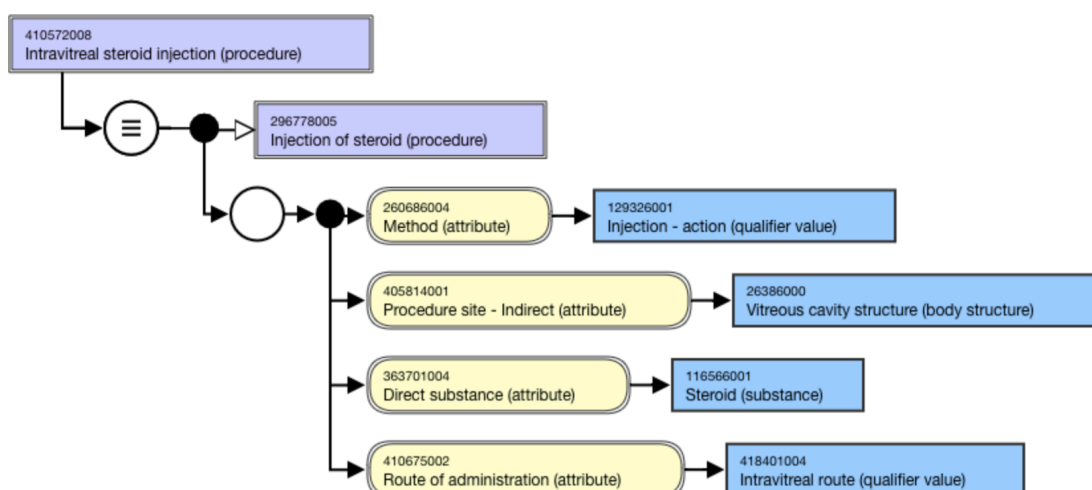 410572008
Intravitreal steroid injection (procedure)
296778005
Injection of steroid (procedure)
260686004
Method (attribute)
129326001
Injection - action (qualifier value)
405814001
Procedure site - Indirect (attribute)
26386000
Vitreous cavity structure (body structure)
363701004
Direct substance (attribute)
116566001
Steroid (substance)
410675002
Route of administration (attribute)
418401004
Intravitreal route (qualifier value)